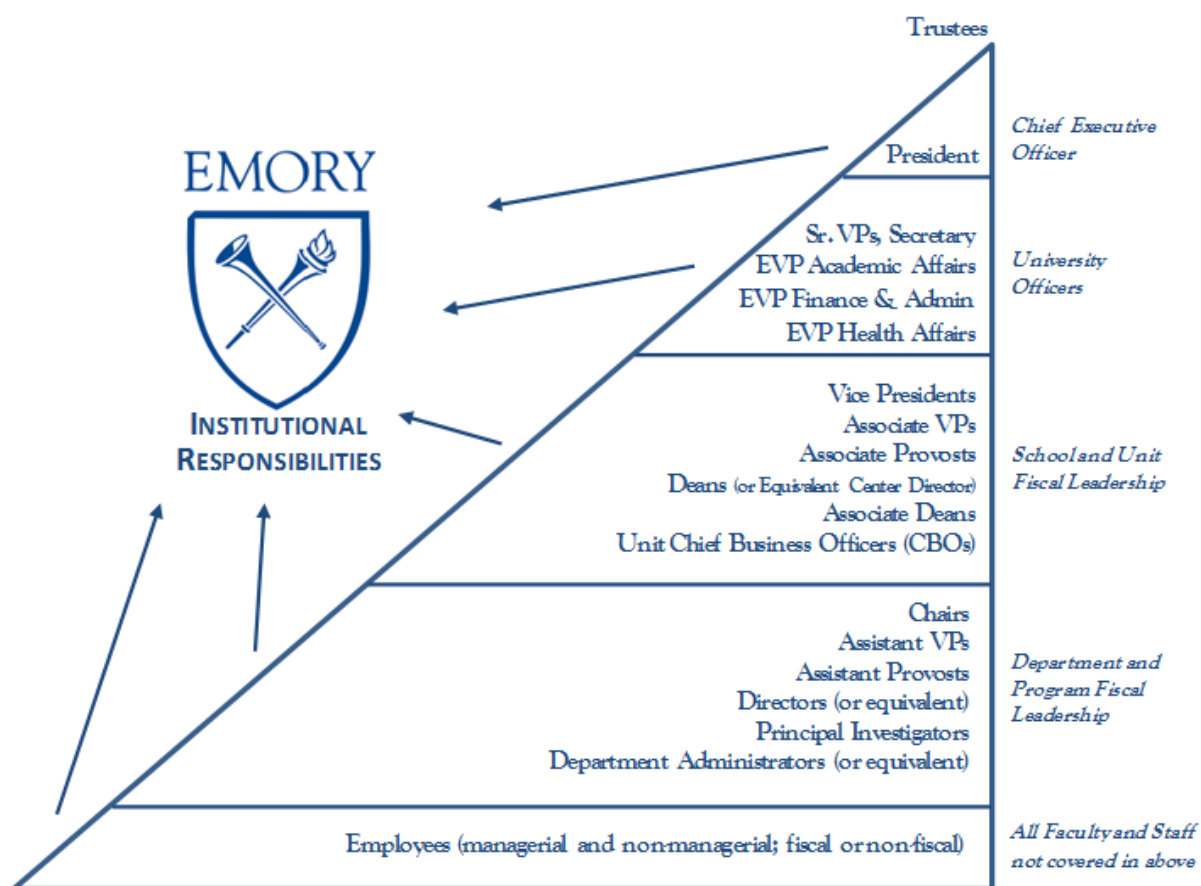 Trustees
Chief Executive
Officer
President
EMORY
Sr. VPs, Secretary
EVP Academic Affairs
EVP Finance & Admin
EVP Health Affairs
University
Officers
INSTITUTIONAL
RESPONSIBILITIES
Vice Presidents
Associate VPs
Associate Provosts
Deans (or Equivalent Center Director)
Associate Deans
Unit Chief Business Officers (CBOs)
School and Unit
Fiscal Leadership
Chairs
Assistant VPs
Assistant Provosts
Directors (or equivalent)
Principal Investigators
Department Administrators (or equivalent)
Department and
Program Fiscal
Leadership
Employees (managerial and non-managerial; fiscal or non-fiscal)
All Faculty and Staff
not covered in above